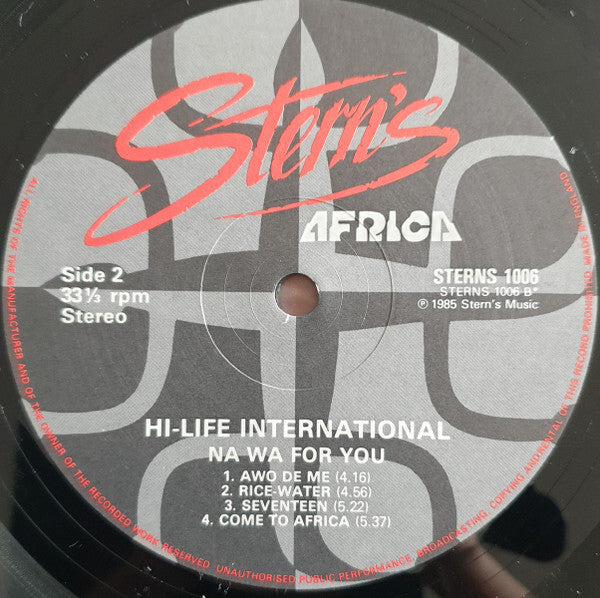 Stern's
AFRICA
Side 2
33⅓ rpm
Stereo
STERNS 1006
STERNS 1006 B*
℗ 1985 Stern's Music
HI-LIFE INTERNATIONAL
NA WA FOR YOU
1. AWO DE ME (4.16)
2. RICE-WATER (4.56)
3. SEVENTEEN (5.22)
4. COME TO AFRICA (5.37)
ALL RIGHTS OF THE MANUFACTURER AND OF THE OWNER OF THE RECORDED WORK RESERVED. UNAUTHORISED PUBLIC PERFORMANCE, BROADCASTING, COPYING AND RENTAL OF THIS RECORD PROHIBITED. MADE IN ENGLAND